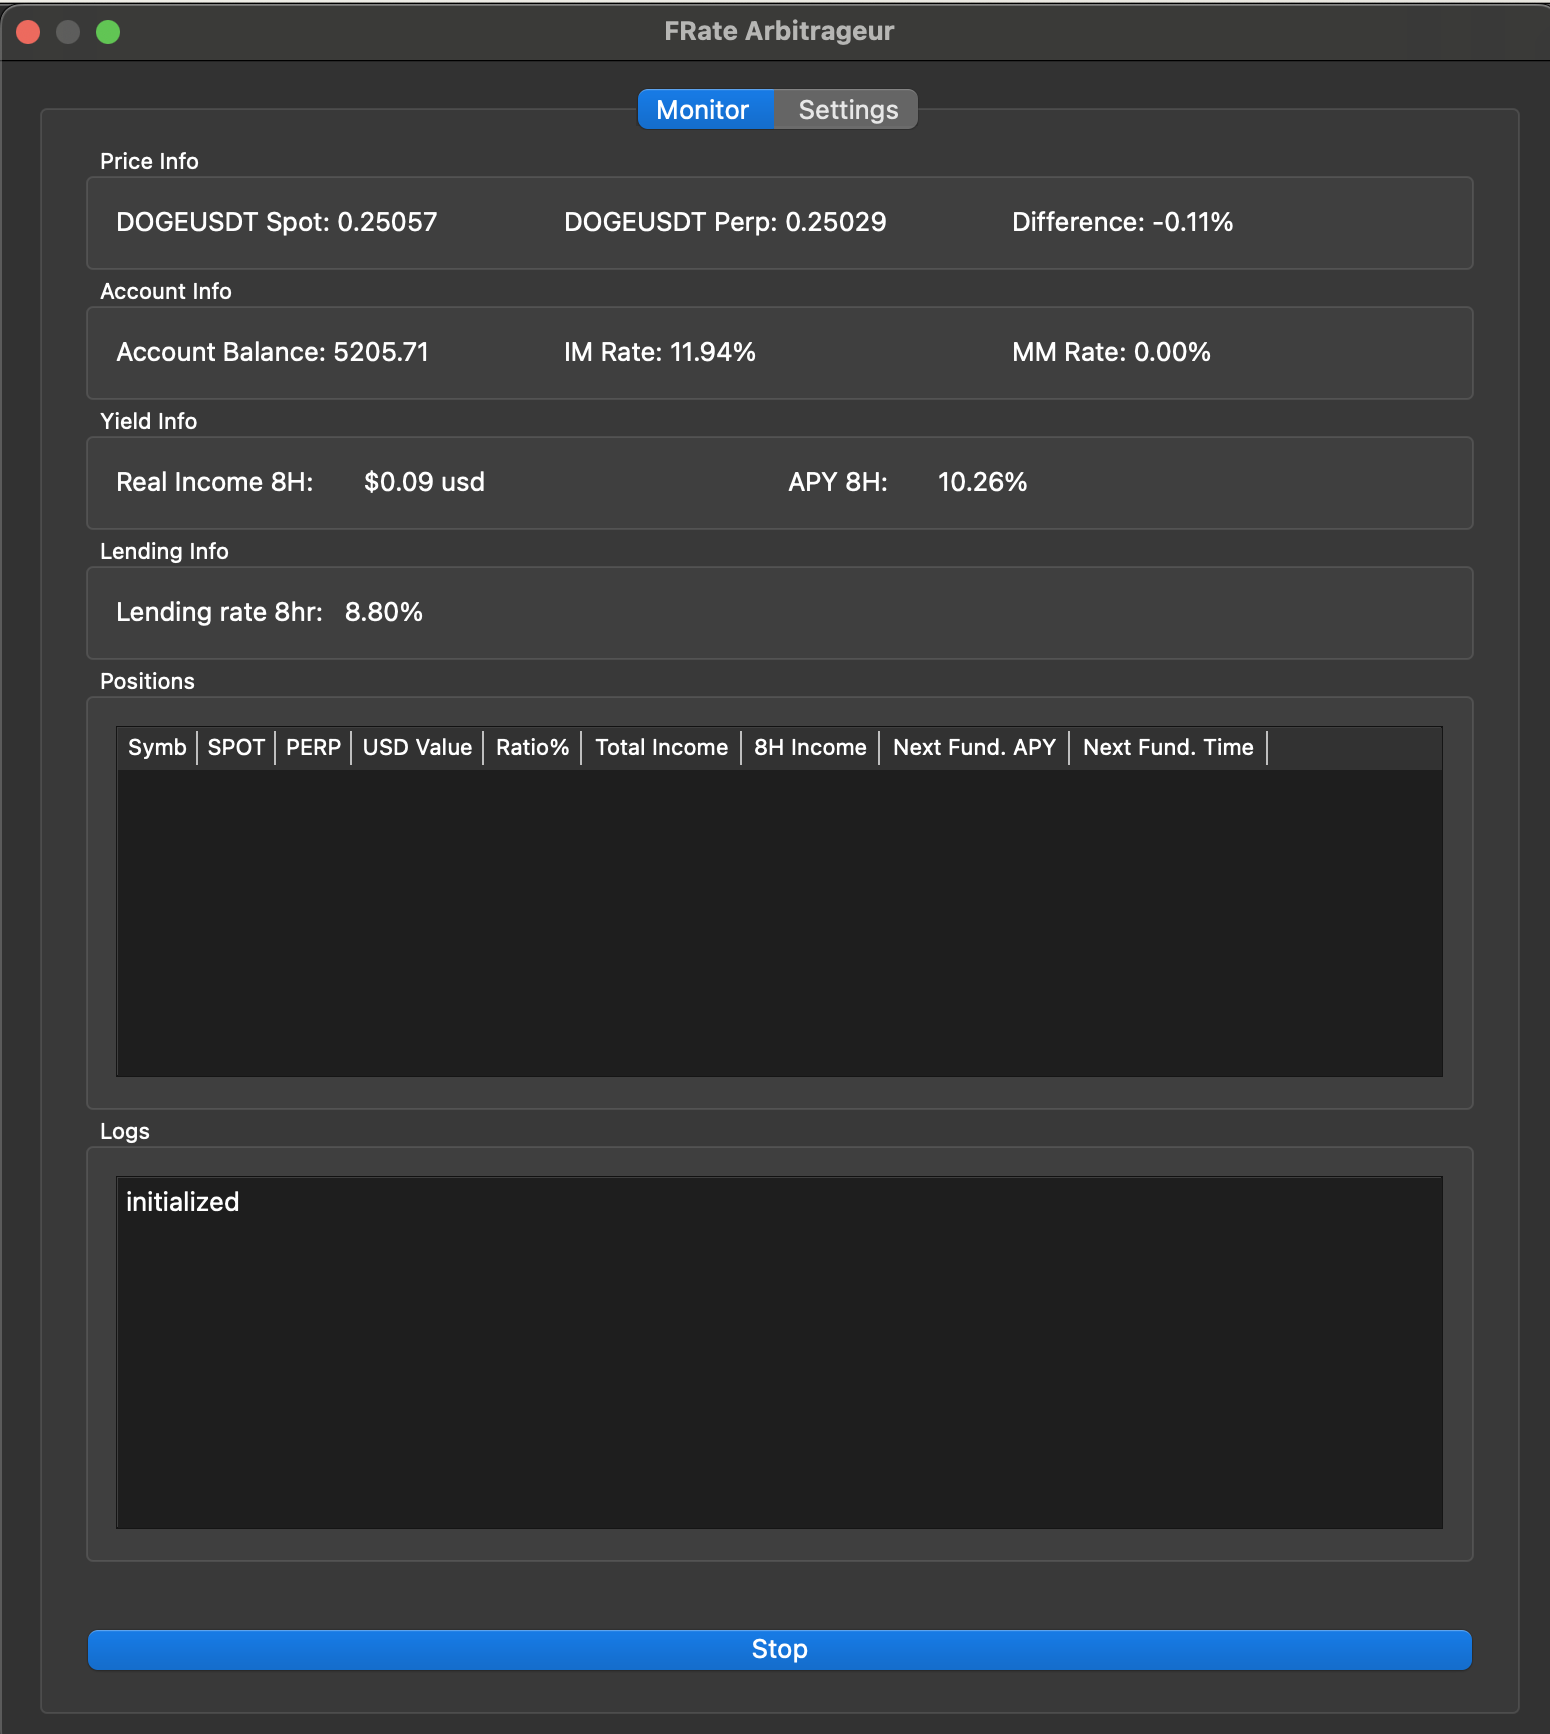 FRate Arbitrageur
Monitor Settings
Price Info
DOGEUSDT Spot: 0.25057 DOGEUSDT Perp: 0.25029 Difference: -0.11%
Account Info
Account Balance: 5205.71 IM Rate: 11.94% MM Rate: 0.00%
Yield Info
Real Income 8H: $0.09 usd APY 8H: 10.26%
Lending Info
Lending rate 8hr: 8.80%
Positions
Symb SPOT PERP USD Value Ratio% Total Income 8H Income Next Fund. APY Next Fund. Time
Logs
initialized
Stop